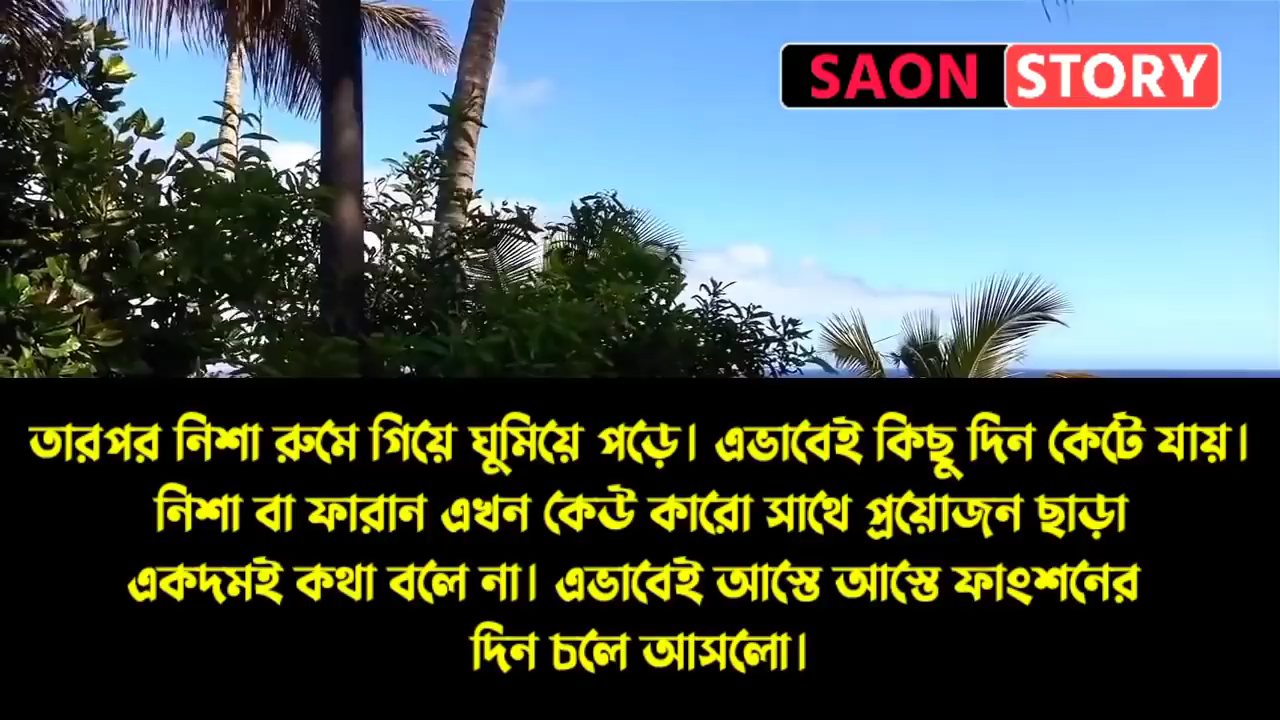 SAON STORY
তারপর নিশা রুমে গিয়ে ঘুমিয়ে পড়ে। এভাবেই কিছু দিন কেটে যায়।
নিশা বা ফারান এখন কেউ কারো সাথে প্রয়োজন ছাড়া
একদমই কথা বলে না। এভাবেই আস্তে আস্তে ফাংশনের
দিন চলে আসলো।